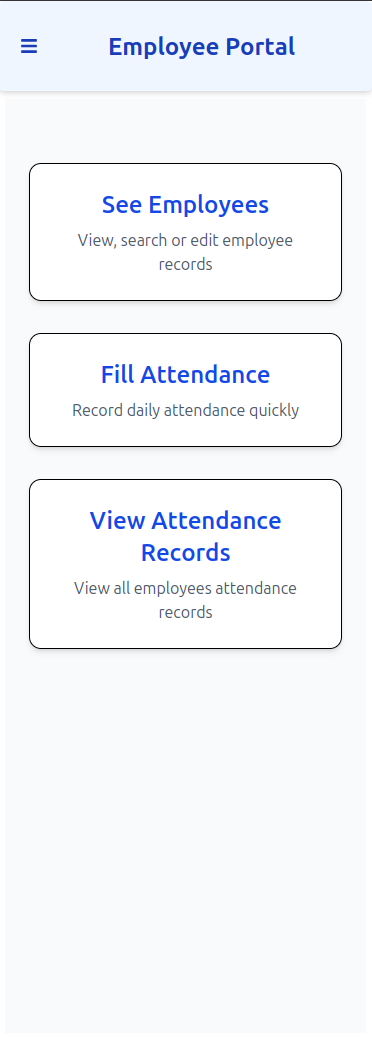 Employee Portal
See Employees
View, search or edit employee
records
Fill Attendance
Record daily attendance quickly
View Attendance
Records
View all employees attendance
records